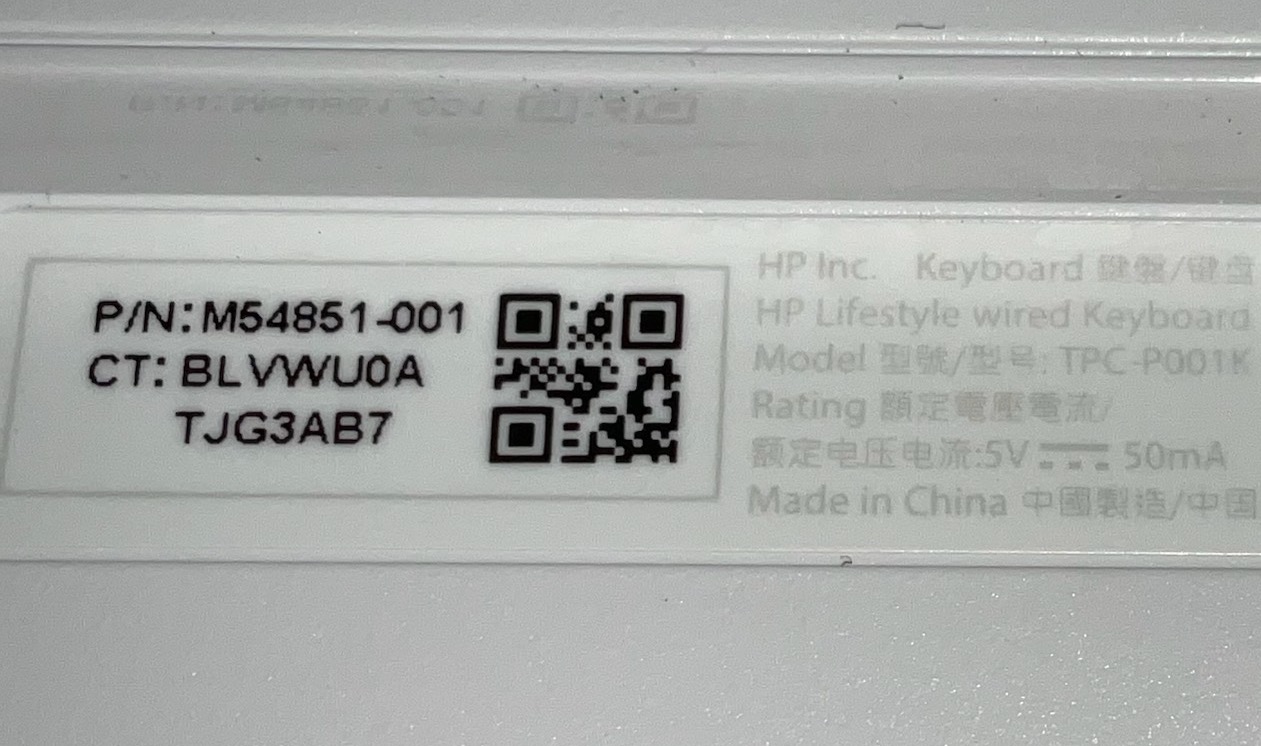 P/N: M54851-001
CT: BLVWU0A
TJG3AB7
HP Inc. Keyboard 鍵盤/键盘
HP Lifestyle wired Keyboard
Model 型號/型号: TPC-P001K
Rating 額定電壓電流/
额定电压电流:5V 50mA
Made in China 中國製造/中国